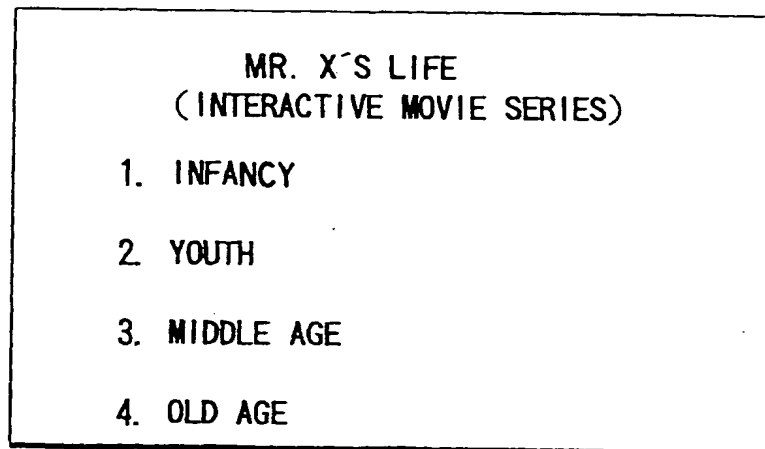 MR. X´S LIFE
(INTERACTIVE MOVIE SERIES)
1. INFANCY
2. YOUTH
3. MIDDLE AGE
4. OLD AGE